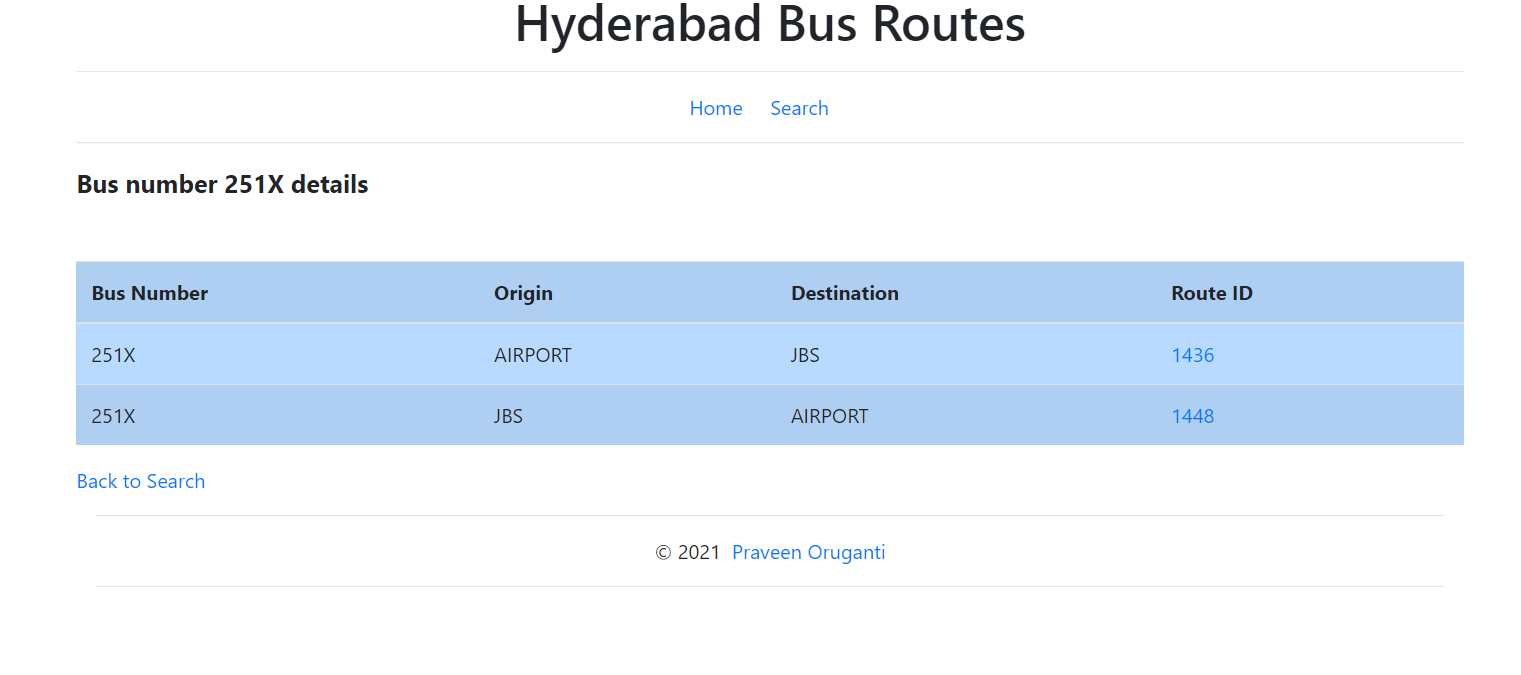 Hyderabad Bus Routes
Home Search
Bus number 251X details
Bus Number Origin Destination Route ID
251X AIRPORT JBS 1436
251X JBS AIRPORT 1448
Back to Search
© 2021 Praveen Oruganti